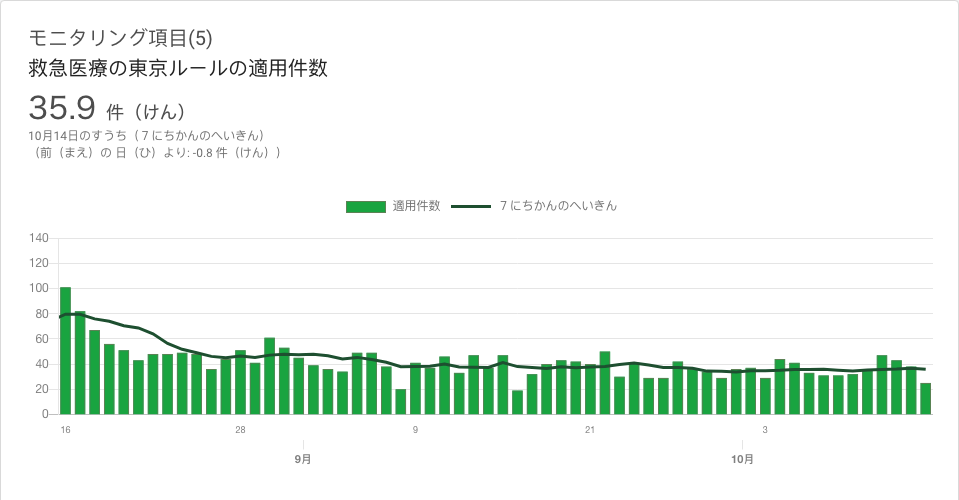 モニタリング項目(5)
救急医療の東京ルールの適用件数
35.9 件（けん）
10月14日のすうち（７にちかんのへいきん）
（前（まえ）の 日（ひ）より: -0.8 件（けん））
適用件数 ７にちかんのへいきん
140
120
100
80
60
40
20
0
16 28 9 21 3
9月 10月